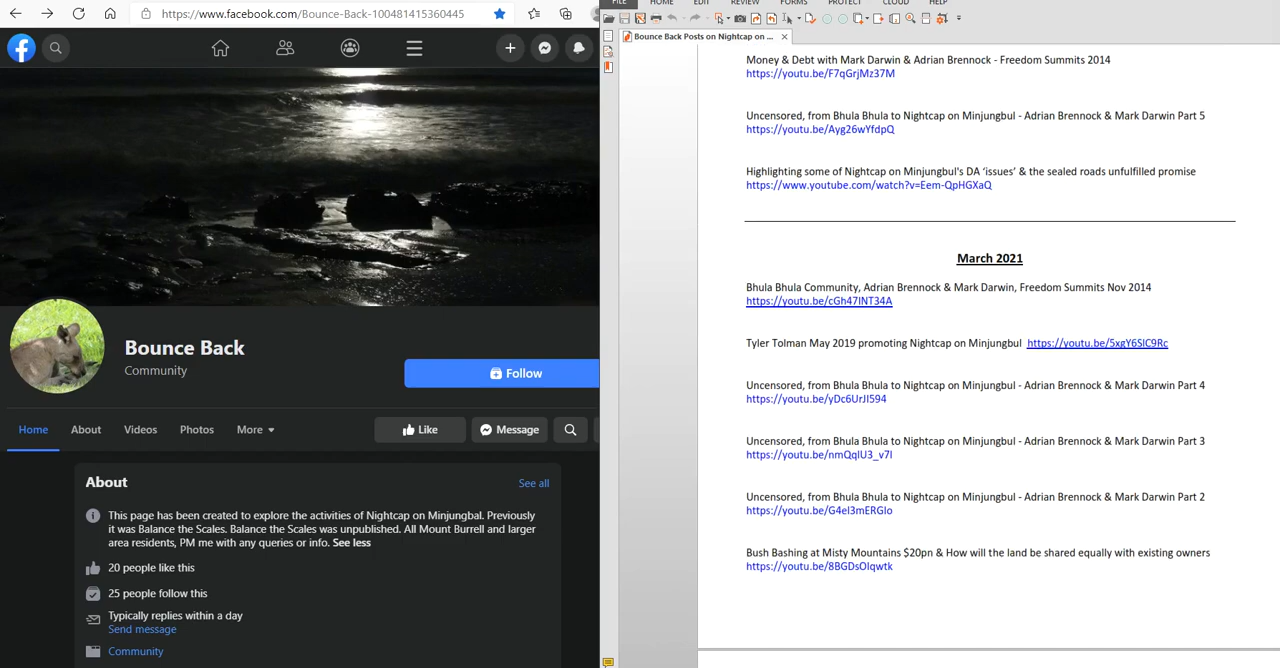 https://www.facebook.com/Bounce-Back-100481415360445
Bounce Back
Community
Follow
Home
About
Videos
Photos
More
Like
Message
About
See all
This page has been created to explore the activities of Nightcap on Minjungbal. Previously
it was Balance the Scales. Balance the Scales was unpublished. All Mount Burrell and larger
area residents, PM me with any queries or info. See less
20 people like this
25 people follow this
Typically replies within a day
Send message
Community
FILE
HOME
EDIT
REVIEW
FORMS
PROTECT
CLOUD
HELP
Bounce Back Posts on Nightcap on ...
Money & Debt with Mark Darwin & Adrian Brennock - Freedom Summits 2014
https://youtu.be/F7qGrjMz37M
Uncensored, from Bhula Bhula to Nightcap on Minjungbul - Adrian Brennock & Mark Darwin Part 5
https://youtu.be/Ayg26wYfdpQ
Highlighting some of Nightcap on Minjungbul's DA ‘issues’ & the sealed roads unfulfilled promise
https://www.youtube.com/watch?v=Eem-QpHGXaQ
March 2021
Bhula Bhula Community, Adrian Brennock & Mark Darwin, Freedom Summits Nov 2014
https://youtu.be/cGh47INT34A
Tyler Tolman May 2019 promoting Nightcap on Minjungbul https://youtu.be/5xgY6SlC9Rc
Uncensored, from Bhula Bhula to Nightcap on Minjungbul - Adrian Brennock & Mark Darwin Part 4
https://youtu.be/yDc6UrJI594
Uncensored, from Bhula Bhula to Nightcap on Minjungbul - Adrian Brennock & Mark Darwin Part 3
https://youtu.be/nmQqIU3_v7I
Uncensored, from Bhula Bhula to Nightcap on Minjungbul - Adrian Brennock & Mark Darwin Part 2
https://youtu.be/G4eI3mERGIo
Bush Bashing at Misty Mountains $20pn & How will the land be shared equally with existing owners
https://youtu.be/8BGDsOIqwtk